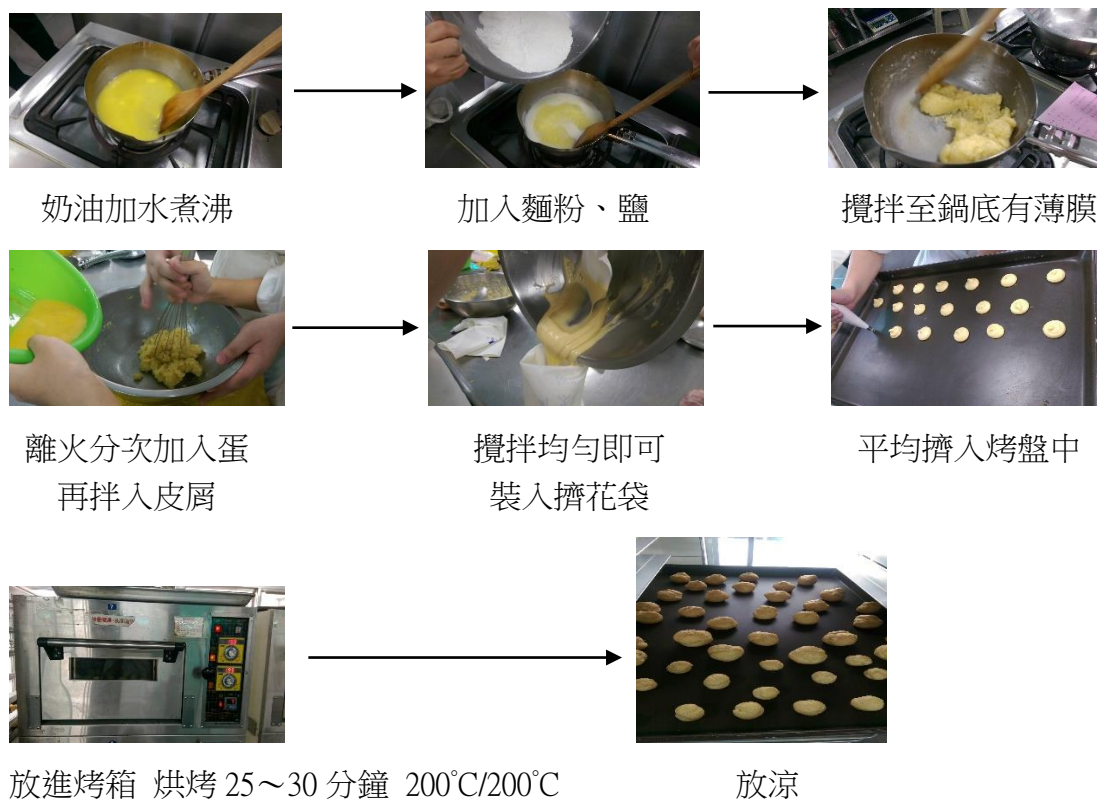 奶油加水煮沸
加入麵粉、鹽
攪拌至鍋底有薄膜
離火分次加入蛋
再拌入皮屑
攪拌均勻即可
裝入擠花袋
平均擠入烤盤中
放進烤箱 烘烤 25～30 分鐘 200℃/200℃
放涼